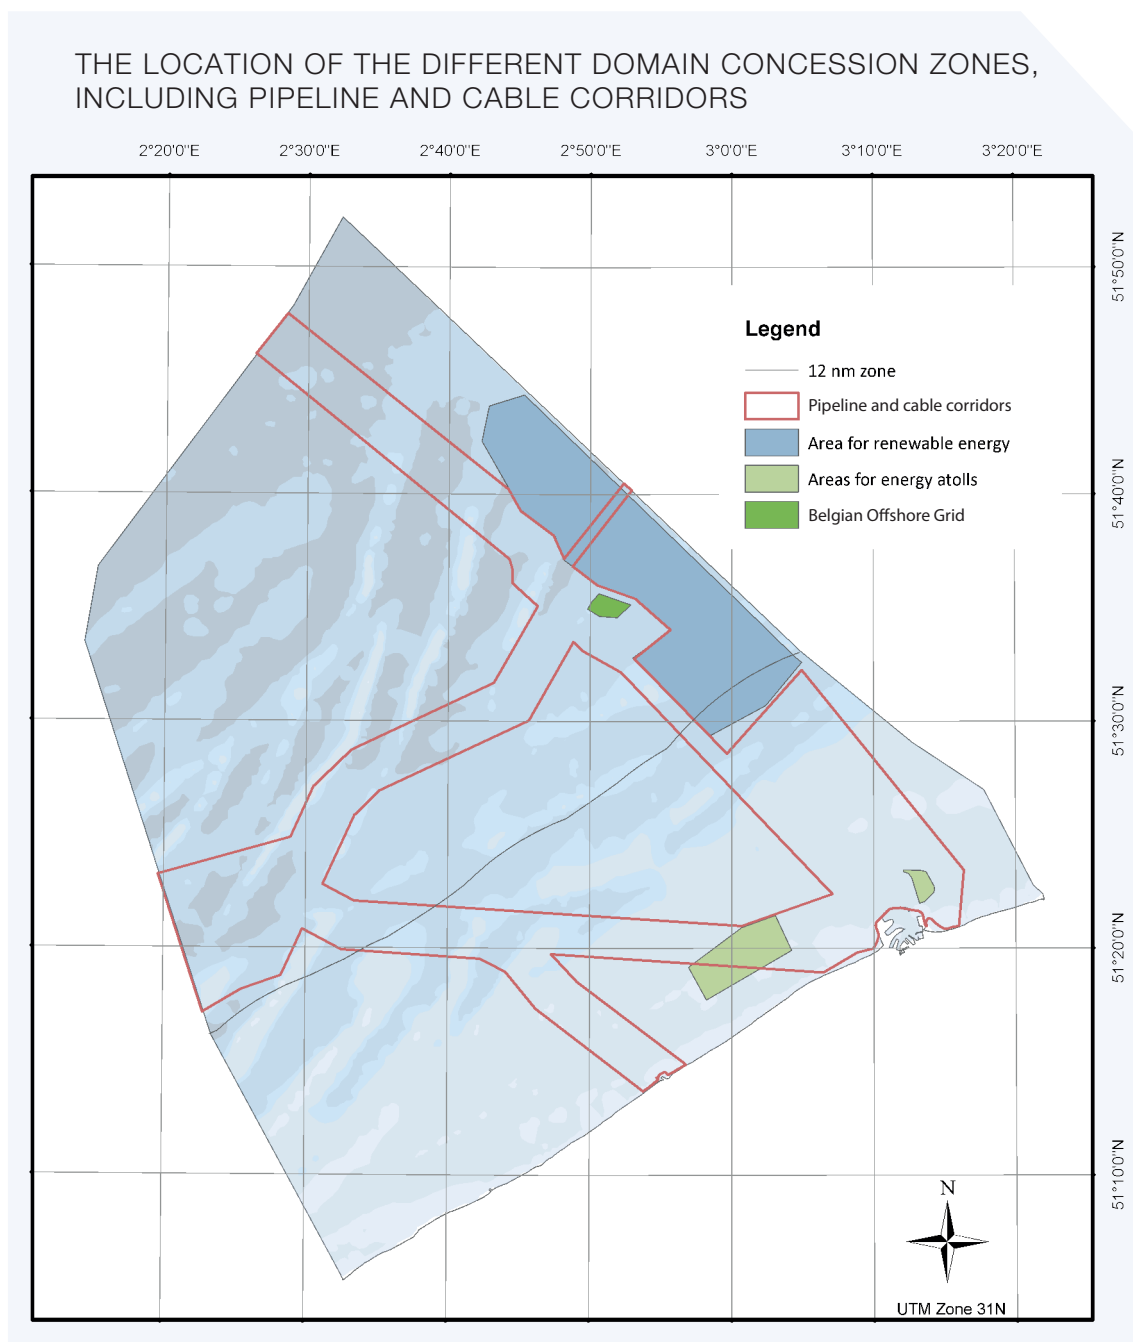 THE LOCATION OF THE DIFFERENT DOMAIN CONCESSION ZONES,
INCLUDING PIPELINE AND CABLE CORRIDORS
2°20'0"E 2°30'0"E 2°40'0"E 2°50'0"E 3°0'0"E 3°10'0"E 3°20'0"E
51°50'0"N
Legend
12 nm zone
Pipeline and cable corridors
Area for renewable energy
Areas for energy atolls
Belgian Offshore Grid
51°40'0"N
51°30'0"N
51°20'0"N
51°10'0"N
N
UTM Zone 31N